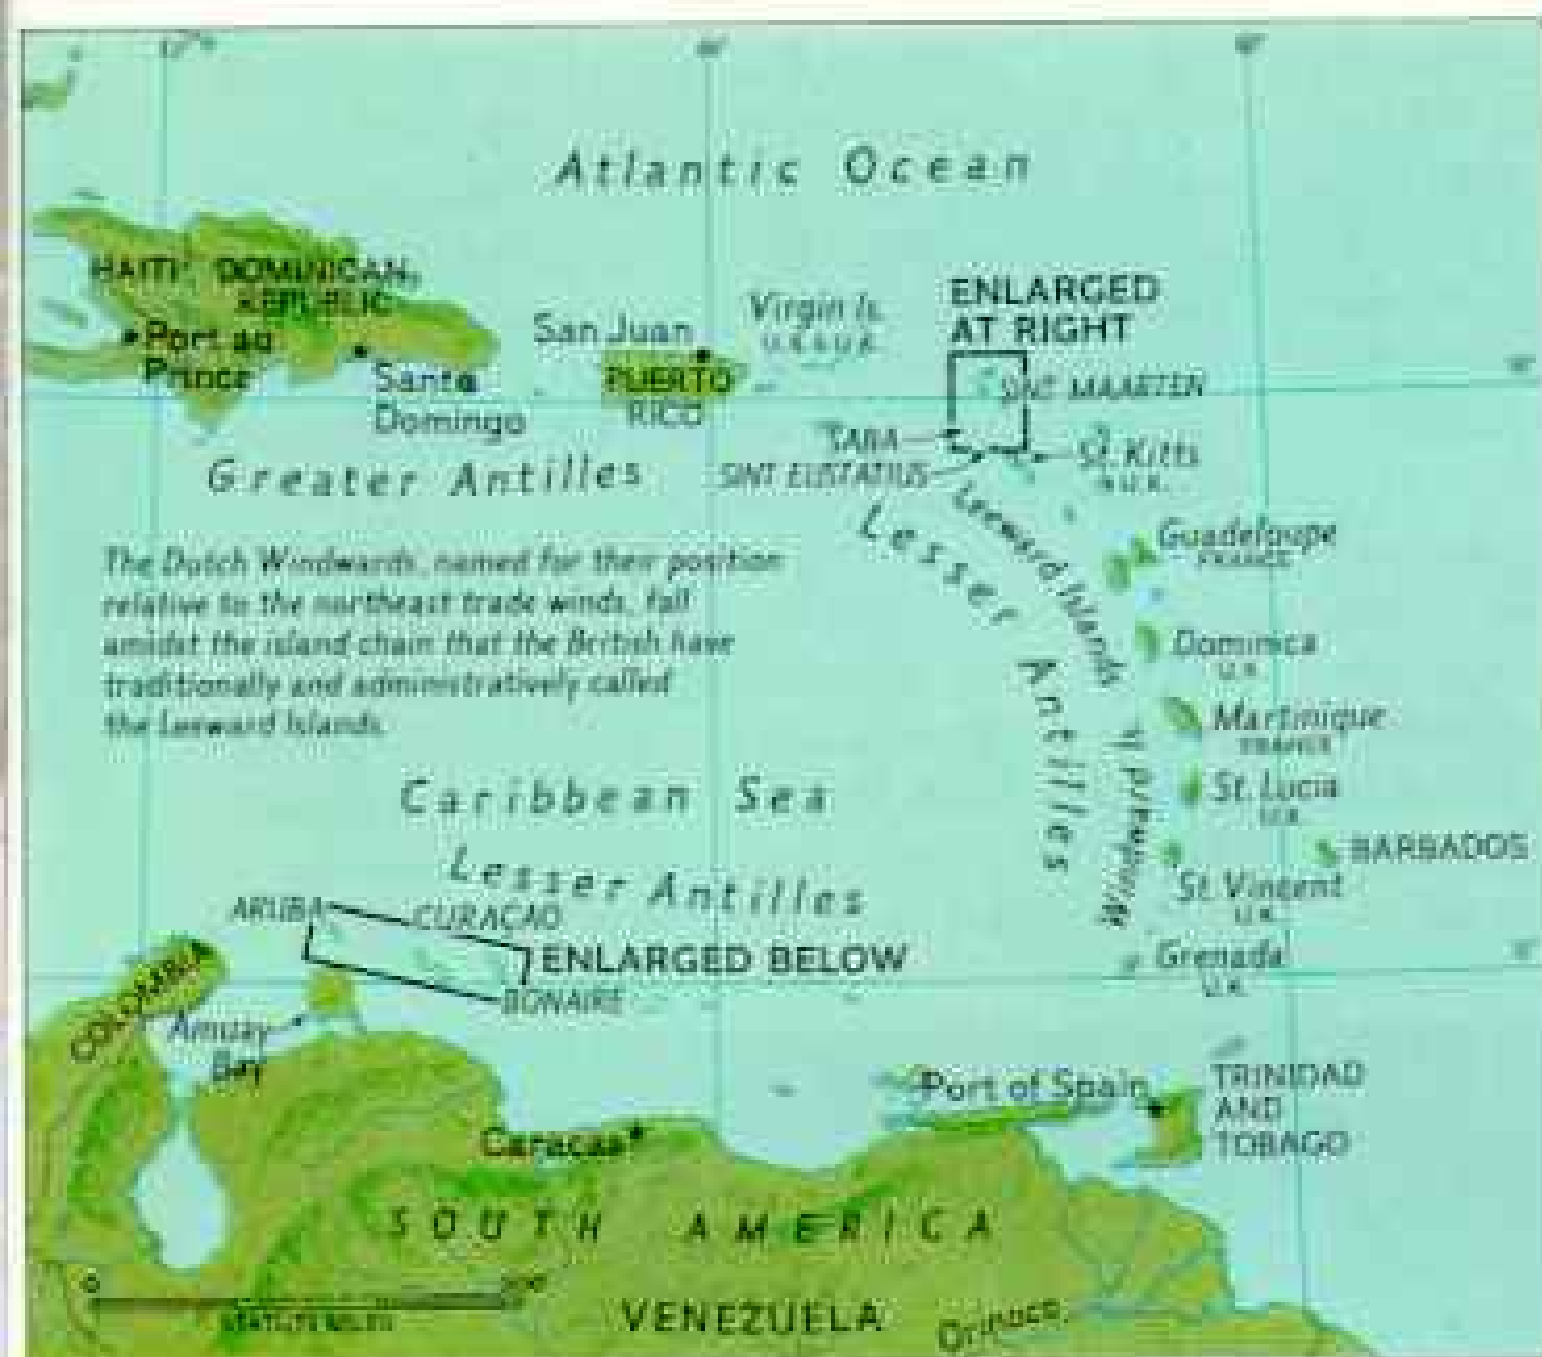 Atlantic Ocean
HAITI
DOMINICAN
REPUBLIC
Port au
Prince
Santo
Domingo
San Juan
PUERTO
RICO
Virgin Is.
ENLARGED
AT RIGHT
SINT MAARTEN
SABA
SINT EUSTATIUS
St. Kitts
U.K.
Greater Antilles
Leeward Islands
Lesser Antilles
Guadeloupe
FRANCE
The Dutch Windwards, named for their position
relative to the northeast trade winds, fall
amidst the island chain that the British have
traditionally and administratively called
the Leeward Islands.
Dominica
U.K.
Martinique
FRANCE
Windward Is.
St. Lucia
U.K.
BARBADOS
St. Vincent
U.K.
Grenada
U.K.
Caribbean Sea
Lesser Antilles
ARUBA
CURAÇAO
ENLARGED BELOW
BONAIRE
COLOMBIA
Amuay
Bay
Port of Spain
TRINIDAD
AND
TOBAGO
Caracas
SOUTH AMERICA
0
STATUTE MILES
VENEZUELA
Orinoco